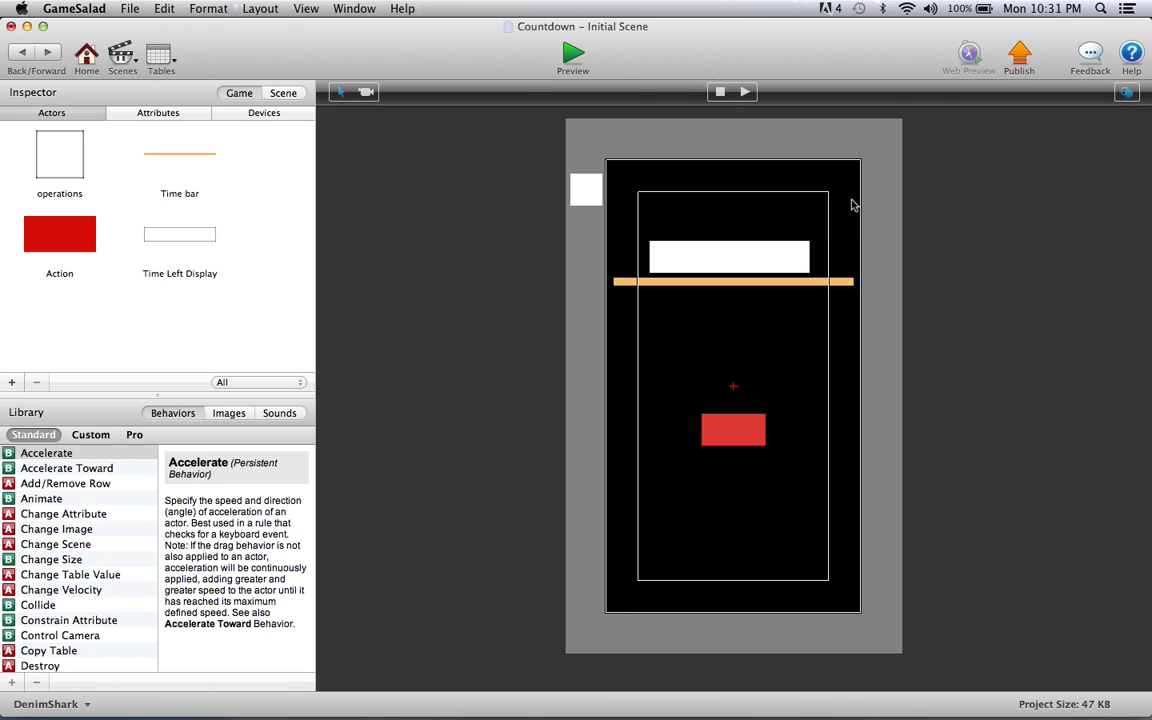 GameSalad File Edit Format Layout View Window Help 4 100% Mon 10:31 PM
Countdown - Initial Scene
Back/Forward Home Scenes Tables Preview Web Preview Publish Feedback Help
Inspector Actor Scene
Actors Attributes Devices
operations Time bar
Action Time Left Display
+ - All
Library Behaviors Images Sounds
Standard Custom Pro
B Accelerate
B Accelerate Toward
A Add/Remove Row
B Animate
A Change Attribute
A Change Image
A Change Scene
B Change Size
A Change Table Value
A Change Velocity
B Collide
B Constrain Attribute
B Control Camera
A Copy Table
A Destroy
Accelerate (Persistent
Behavior)
Specify the speed and direction
(angle) of acceleration of an
actor. Best used in a rule that
checks for a keyboard event.
Note: If the drag behavior is not
also applied to an actor,
acceleration will be continuously
applied, adding greater and
greater speed to the actor until it
has reached its maximum
defined speed. See also
Accelerate Toward Behavior.
+ -
DenimShark Project Size: 47 KB